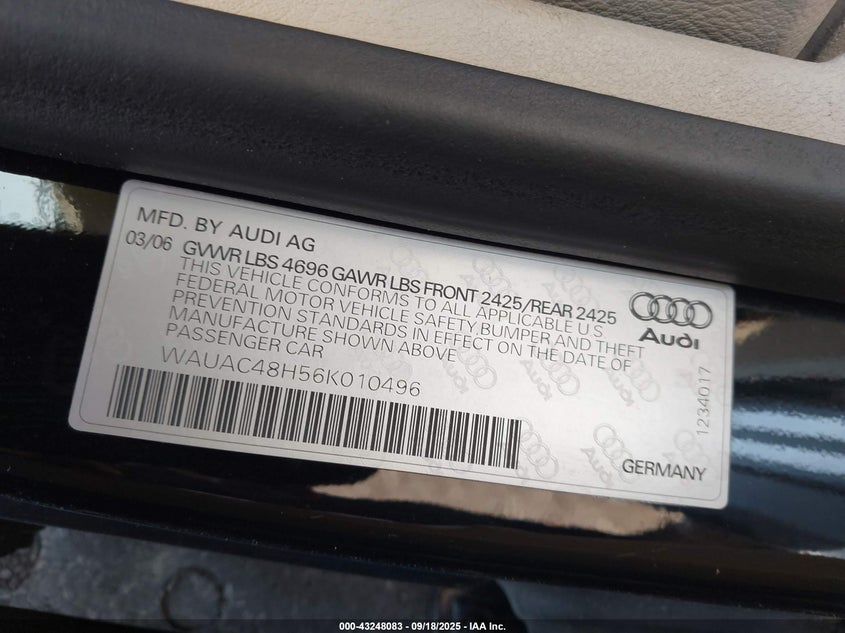 MFD. BY AUDI AG
03/06 GVWR LBS 4696 GAWR LBS FRONT 2425/REAR 2425
THIS VEHICLE CONFORMS TO ALL APPLICABLE U.S.
FEDERAL MOTOR VEHICLE SAFETY,BUMPER AND THEFT
PREVENTION STANDARDS IN EFFECT ON THE DATE OF
MANUFACTURE SHOWN ABOVE
PASSENGER CAR
WAUAC48H56K010496
Audi
1234017
GERMANY
000-43248083 - 09/18/2025 - IAA Inc.